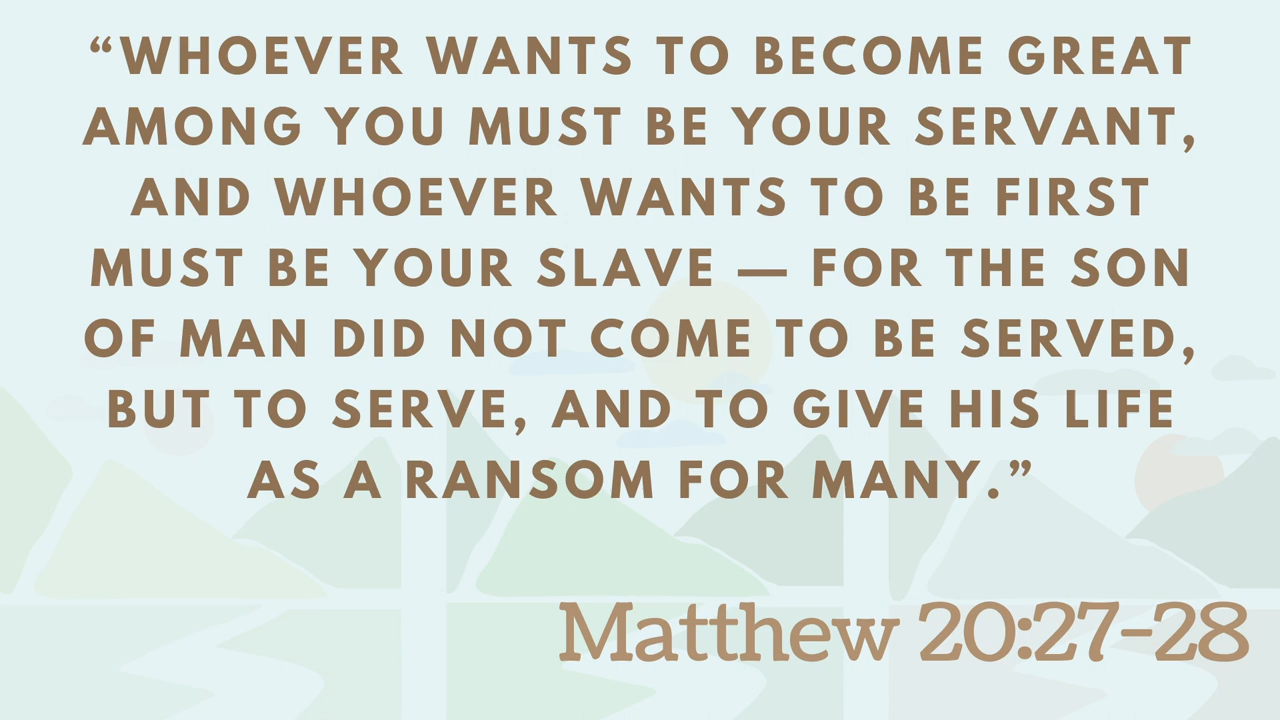 “WHOEVER WANTS TO BECOME GREAT
AMONG YOU MUST BE YOUR SERVANT,
AND WHOEVER WANTS TO BE FIRST
MUST BE YOUR SLAVE — FOR THE SON
OF MAN DID NOT COME TO BE SERVED,
BUT TO SERVE, AND TO GIVE HIS LIFE
AS A RANSOM FOR MANY.”
Matthew 20:27-28